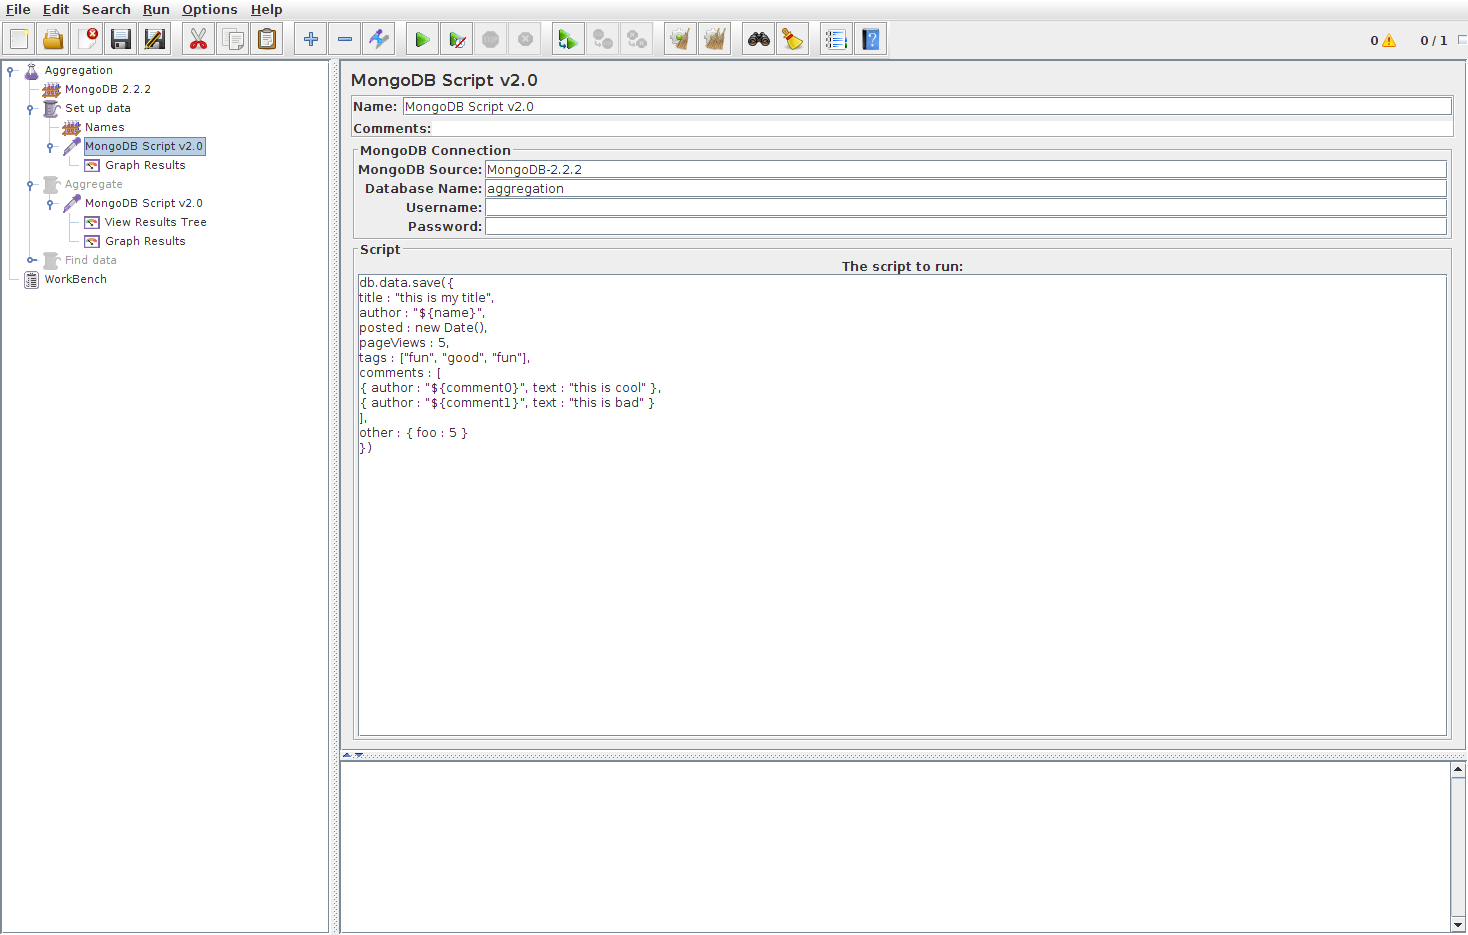 File Edit Search Run Options Help
0 0 / 1
Aggregation
MongoDB 2.2.2
Set up data
Names
MongoDB Script v2.0
Graph Results
Aggregate
MongoDB Script v2.0
View Results Tree
Graph Results
Find data
WorkBench
MongoDB Script v2.0
Name: MongoDB Script v2.0
Comments:
MongoDB Connection
MongoDB Source: MongoDB-2.2.2
Database Name: aggregation
Username:
Password:
Script
The script to run:
db.data.save({
title : "this is my title",
author : "${name}",
posted : new Date(),
pageViews : 5,
tags : ["fun", "good", "fun"],
comments : [
{ author : "${comment0}", text : "this is cool" },
{ author : "${comment1}", text : "this is bad" }
],
other : { foo : 5 }
})